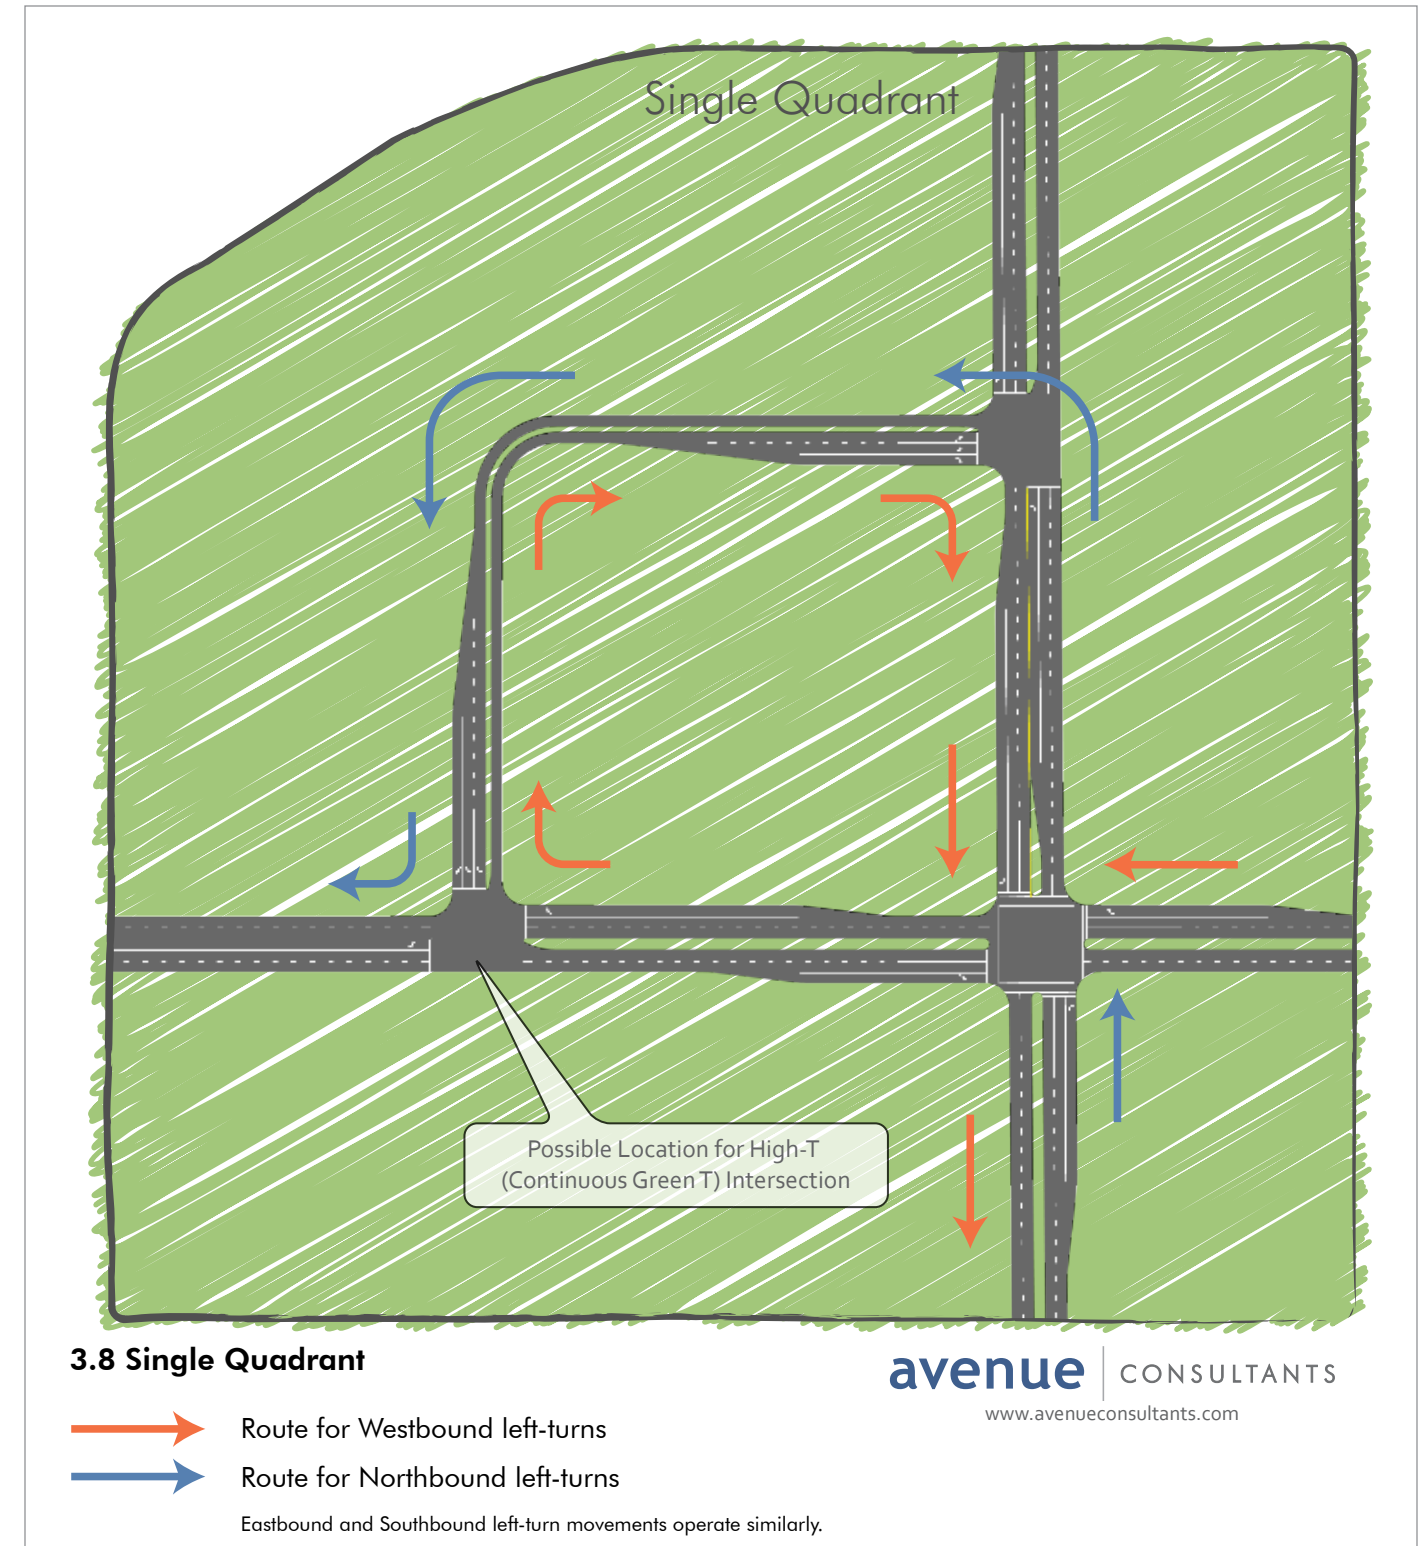 Single Quadrant
Possible Location for High-T
(Continuous Green T) Intersection
3.8 Single Quadrant
avenue CONSULTANTS
www.avenueconsultants.com
Route for Westbound left-turns
Route for Northbound left-turns
Eastbound and Southbound left-turn movements operate similarly.